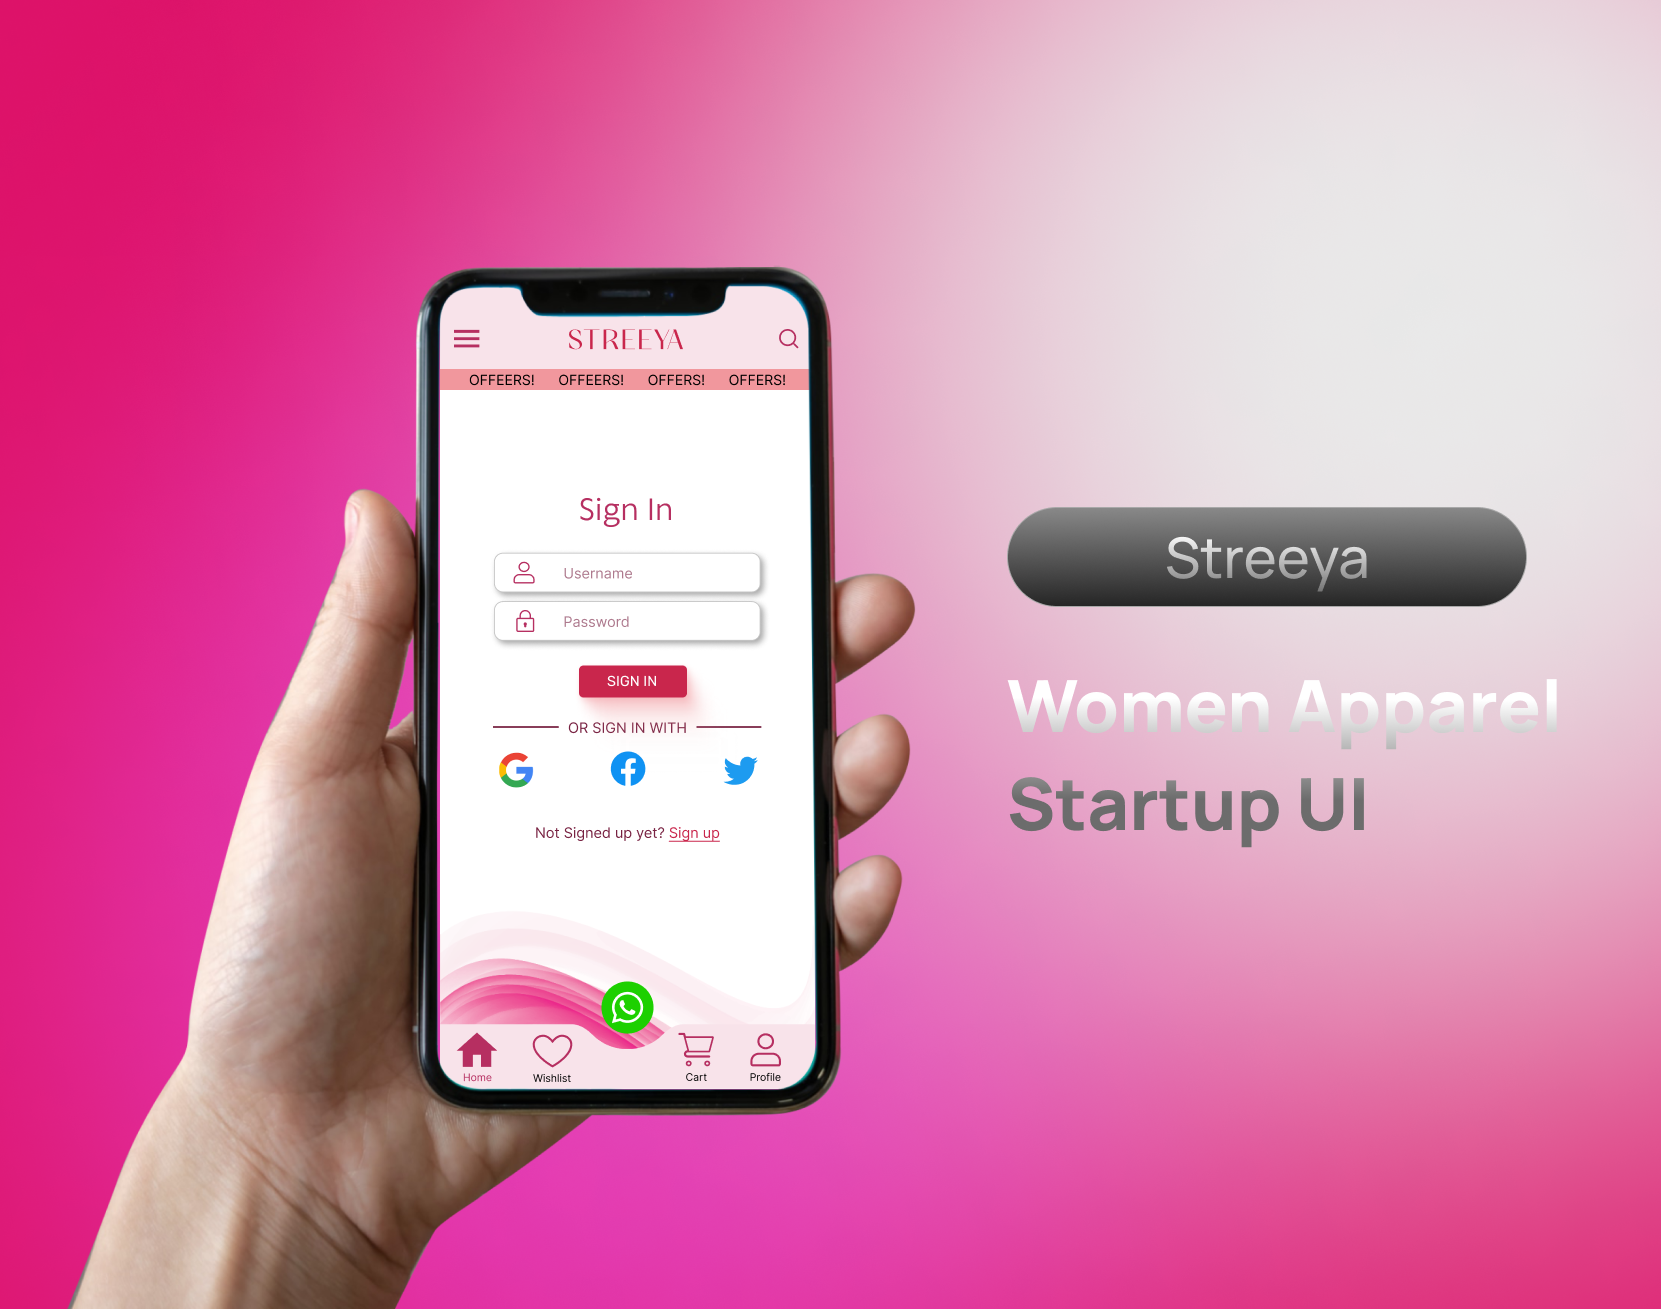 STREEYA
OFFEERS! OFFEERS! OFFERS! OFFERS!
Sign In
Username
Password
SIGN IN
OR SIGN IN WITH
Not Signed up yet? Sign up
Home Wishlist Cart Profile
Streeya
Women Apparel
Startup UI